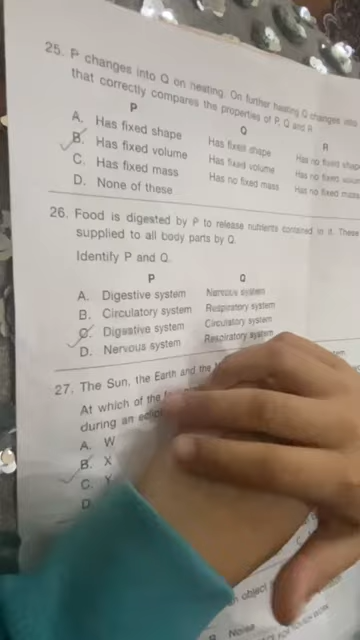 25. P changes into Q on heating. On further heating Q changes into
that correctly compares the properties of P, Q and R
P Q R
A. Has fixed shape Has fixed shape Has no fixed shape
B. Has fixed volume Has fixed volume Has no fixed volume
C. Has fixed mass Has no fixed mass Has no fixed mass
D. None of these
26. Food is digested by P to release nutrients contained in it. These
supplied to all body parts by Q.
Identify P and Q.
P Q
A. Digestive system Nervous system
B. Circulatory system Respiratory system
C. Digestive system Circulatory system
D. Nervous system Respiratory system
27. The Sun, the Earth and the
At which of the
during an
A. W
B. X
C. Y
D
object